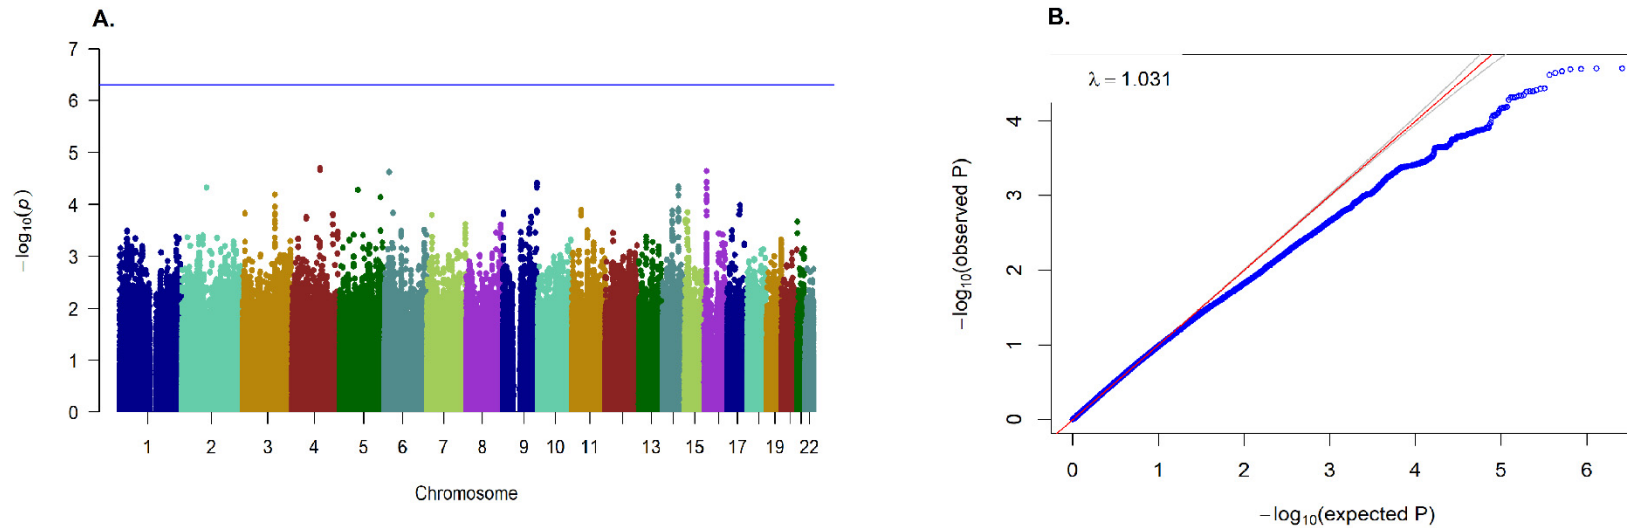 A.
7
6
5
4
3
2
1
0
−log₁₀(p)
1 2 3 4 5 6 7 8 9 10 11 13 15 17 19 22
Chromosome
B.
λ = 1.031
4
3
2
1
0
−log₁₀(observed P)
0 1 2 3 4 5 6
−log₁₀(expected P)